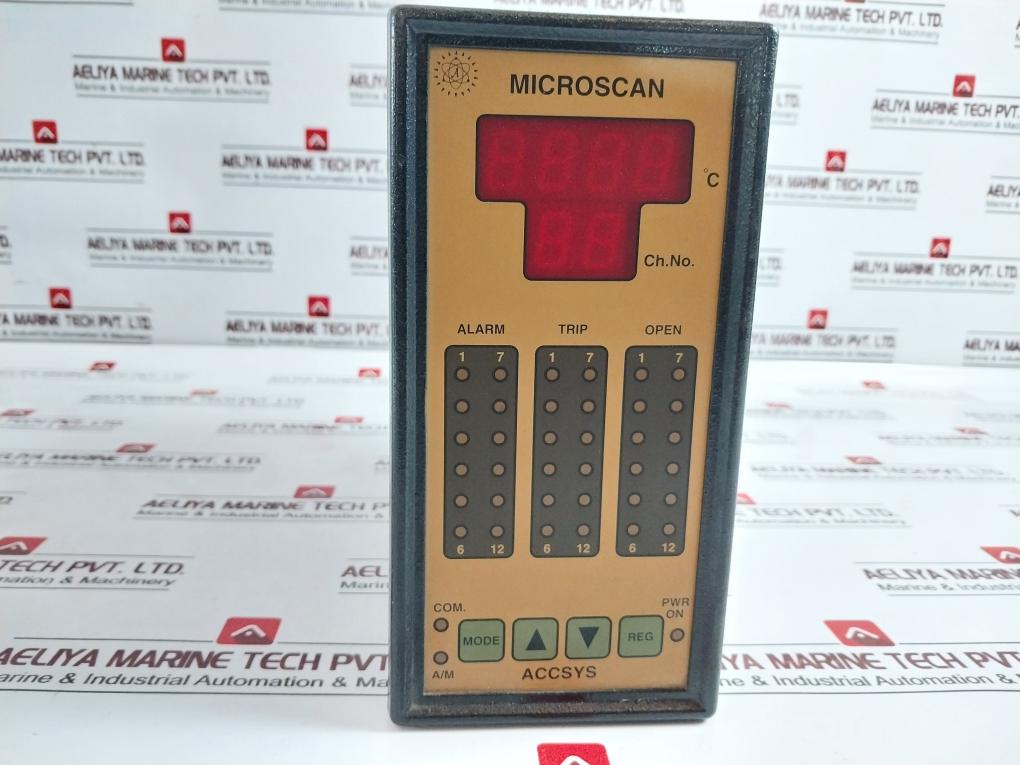 MICROSCAN
°C
Ch.No.
ALARM TRIP OPEN
1 7 1 7 1 7
6 12 6 12 6 12
COM. PWR ON
MODE ▲ ▼ REG
A/M
ACCSYS
AELIYA MARINE TECH PVT. LTD.
Marine & Industrial Automation & Machinery